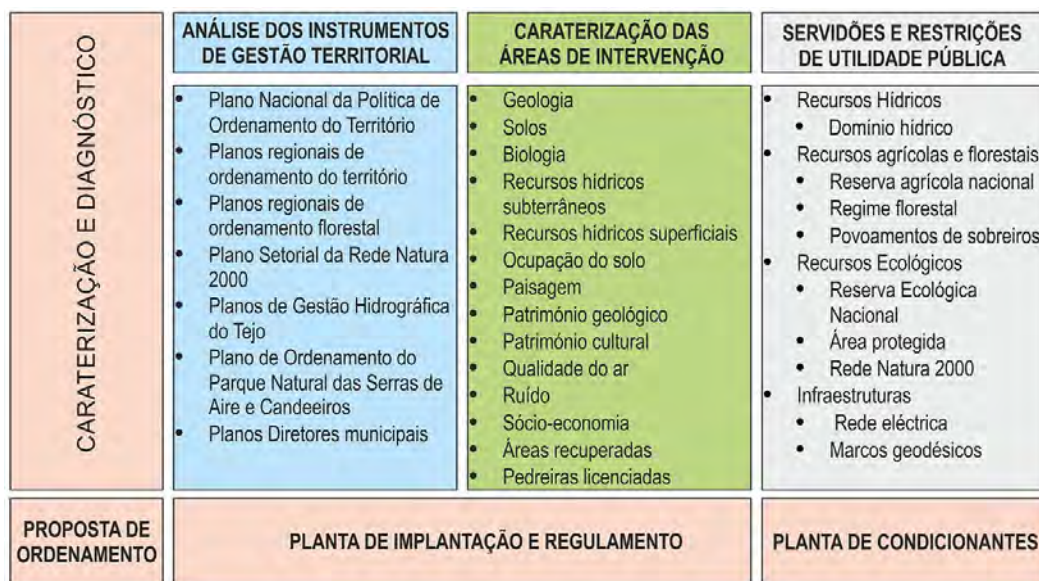 CARATERIZAÇÃO E DIAGNÓSTICO
ANÁLISE DOS INSTRUMENTOS
DE GESTÃO TERRITORIAL
• Plano Nacional da Política de
Ordenamento do Território
• Planos regionais de
ordenamento do território
• Planos regionais de
ordenamento florestal
• Plano Setorial da Rede Natura
2000
• Planos de Gestão Hidrográfica
do Tejo
• Plano de Ordenamento do
Parque Natural das Serras de
Aire e Candeeiros
• Planos Diretores municipais
CARATERIZAÇÃO DAS
ÁREAS DE INTERVENÇÃO
• Geologia
• Solos
• Biologia
• Recursos hídricos
subterrâneos
• Recursos hídricos superficiais
• Ocupação do solo
• Paisagem
• Património geológico
• Património cultural
• Qualidade do ar
• Ruído
• Sócio-economia
• Áreas recuperadas
• Pedreiras licenciadas
SERVIDÕES E RESTRIÇÕES
DE UTILIDADE PÚBLICA
• Recursos Hídricos
• Domínio hídrico
• Recursos agrícolas e florestais
• Reserva agrícola nacional
• Regime florestal
• Povoamentos de sobreiros
• Recursos Ecológicos
• Reserva Ecológica
Nacional
• Área protegida
• Rede Natura 2000
• Infraestruturas
• Rede eléctrica
• Marcos geodésicos
PROPOSTA DE
ORDENAMENTO
PLANTA DE IMPLANTAÇÃO E REGULAMENTO
PLANTA DE CONDICIONANTES